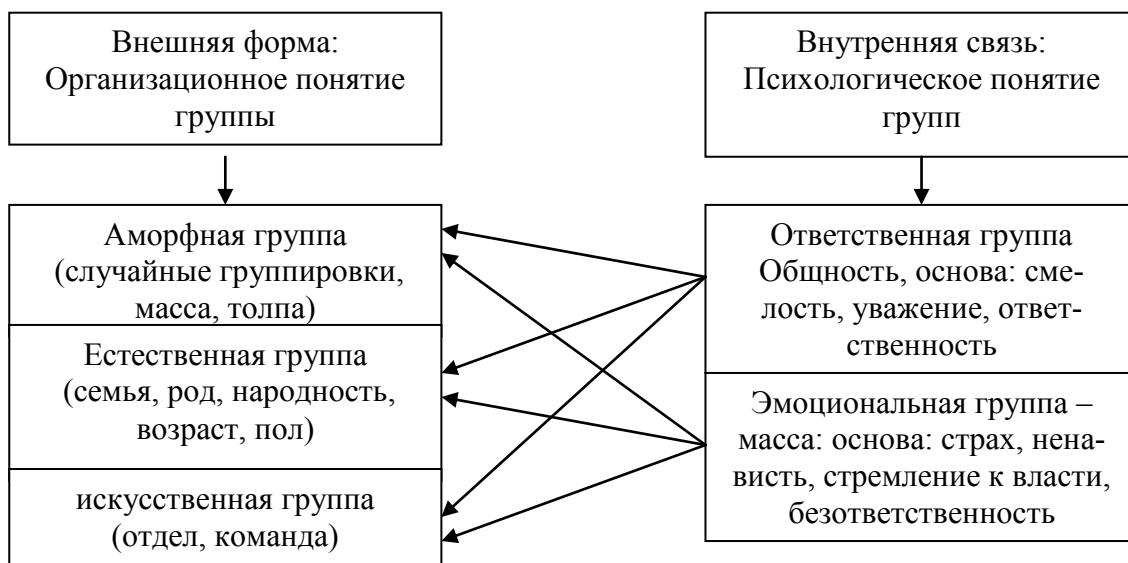 Внешняя форма:
Организационное понятие
группы
Внутренняя связь:
Психологическое понятие
групп
Аморфная группа
(случайные группировки,
масса, толпа)
Естественная группа
(семья, род, народность,
возраст, пол)
искусственная группа
(отдел, команда)
Ответственная группа
Общность, основа: сме-
лость, уважение, ответ-
ственность
Эмоциональная группа –
масса: основа: страх, нена-
висть, стремление к власти,
безответственность